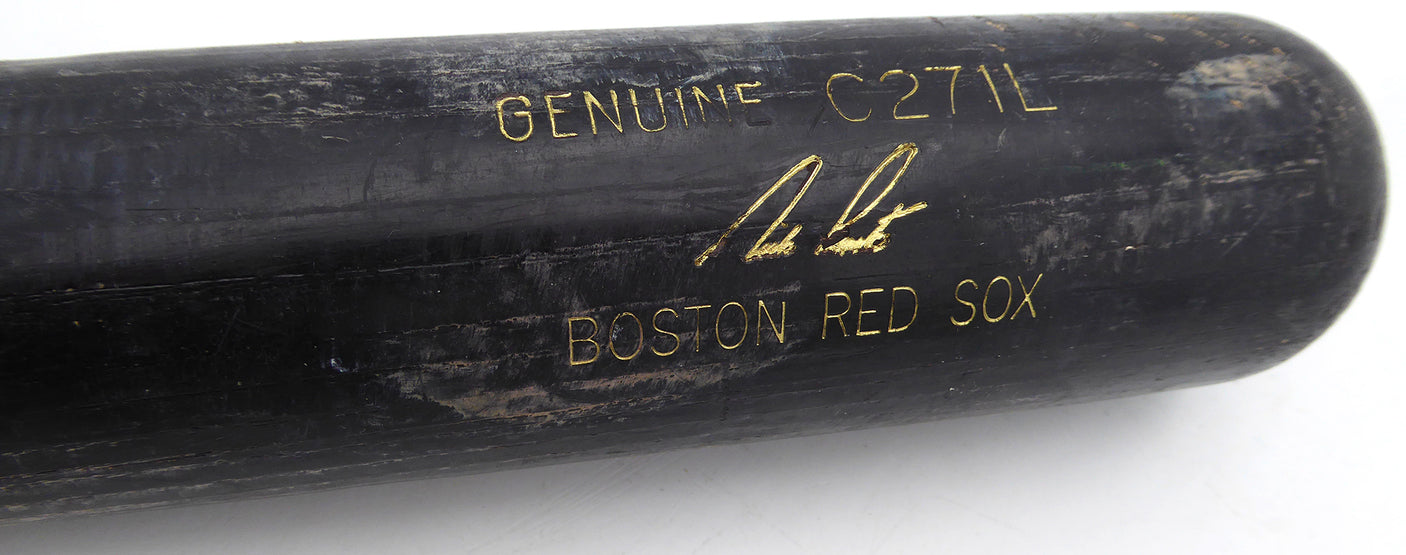 GENUINE C271L
BOSTON RED SOX